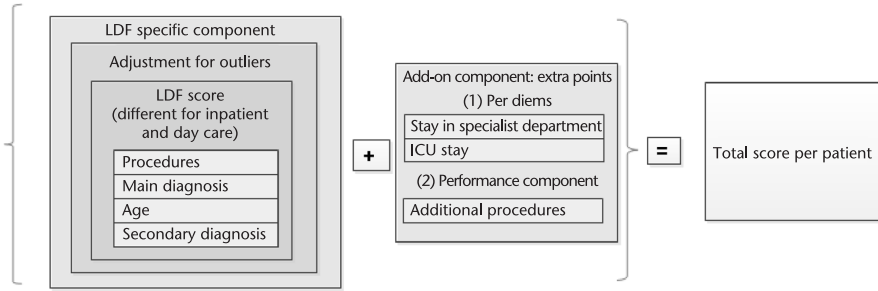 LDF specific component
Adjustment for outliers
LDF score
(different for inpatient
and day care)
Procedures
Main diagnosis
Age
Secondary diagnosis
+
Add-on component: extra points
(1) Per diems
Stay in specialist department
ICU stay
(2) Performance component
Additional procedures
=
Total score per patient